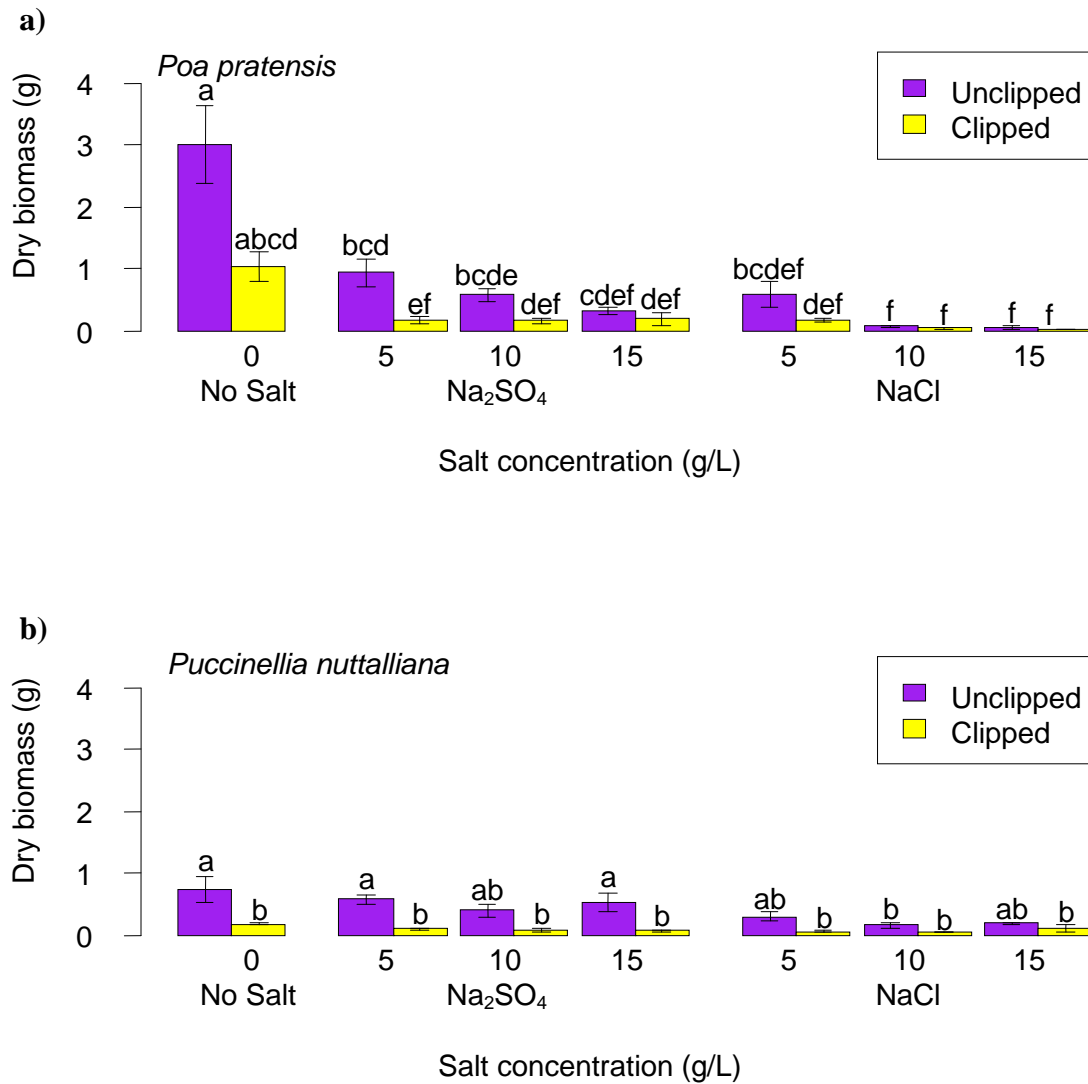 a)
Poa pratensis
Dry biomass (g)
4
3
2
1
0
Unclipped
Clipped
a
abcd
bcd
ef
bcde
def
cdef
def
bcdef
def
f
f
f
f
0 5 10 15 5 10 15
No Salt Na₂SO₄ NaCl
Salt concentration (g/L)
b)
Puccinellia nuttalliana
Dry biomass (g)
4
3
2
1
0
Unclipped
Clipped
a
b
a
b
ab
b
a
b
ab
b
b
b
ab
b
0 5 10 15 5 10 15
No Salt Na₂SO₄ NaCl
Salt concentration (g/L)